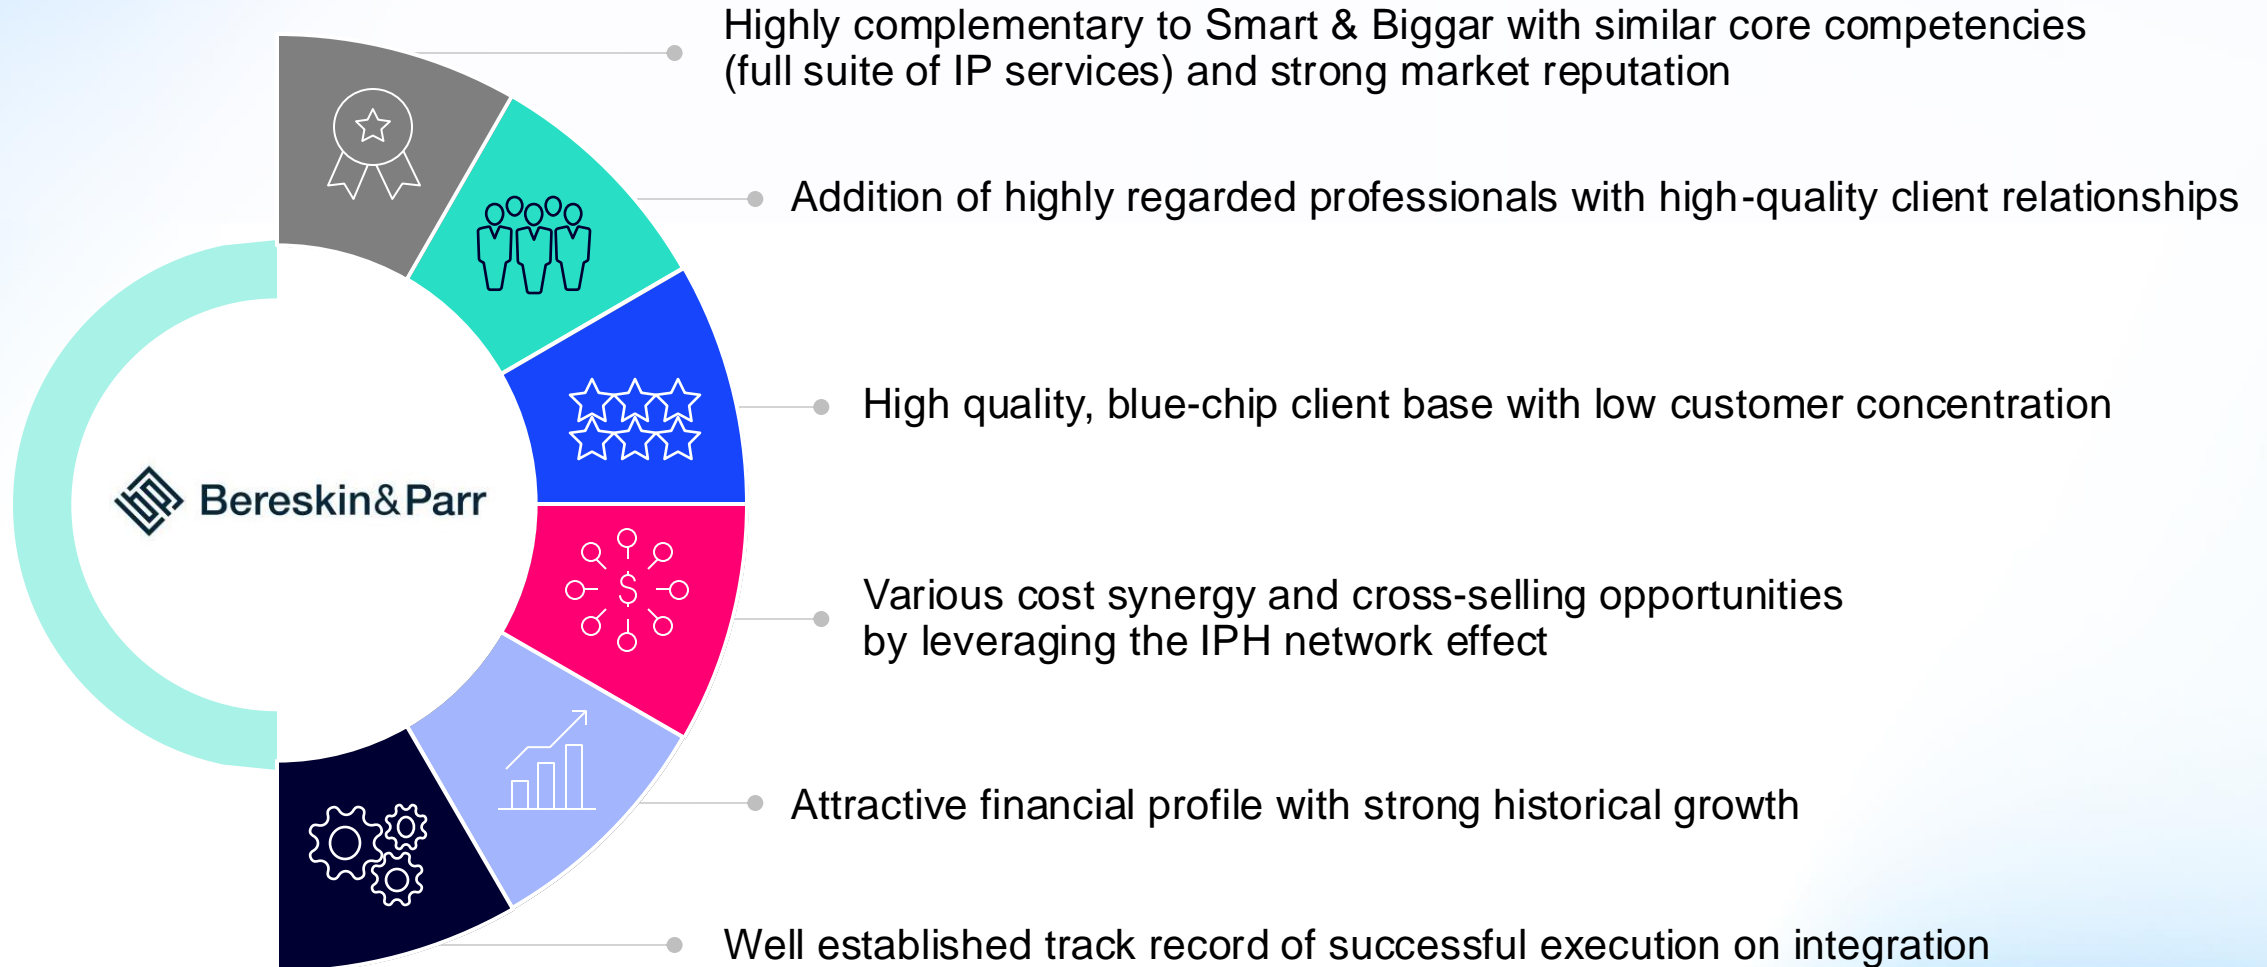 Highly complementary to Smart & Biggar with similar core competencies
(full suite of IP services) and strong market reputation
Addition of highly regarded professionals with high-quality client relationships
High quality, blue-chip client base with low customer concentration
Bereskin&Parr
$
Various cost synergy and cross-selling opportunities
by leveraging the IPH network effect
Attractive financial profile with strong historical growth
Well established track record of successful execution on integration